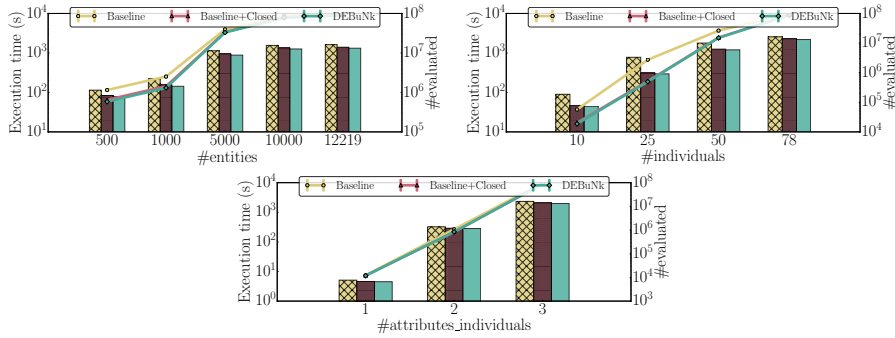 Baseline Baseline+Closed DEBuNk
Execution time (s)
10^4
10^3
10^2
10^1
10^8
10^7
10^6
10^5
#evaluated
500 1000 5000 10000 12219
#entities
Baseline Baseline+Closed DEBuNk
Execution time (s)
10^4
10^3
10^2
10^1
10^8
10^7
10^6
10^5
10^4
#evaluated
10 25 50 78
#individuals
Baseline Baseline+Closed DEBuNk
Execution time (s)
10^4
10^3
10^2
10^1
10^0
10^8
10^7
10^6
10^5
10^4
10^3
#evaluated
1 2 3
#attributes_individuals